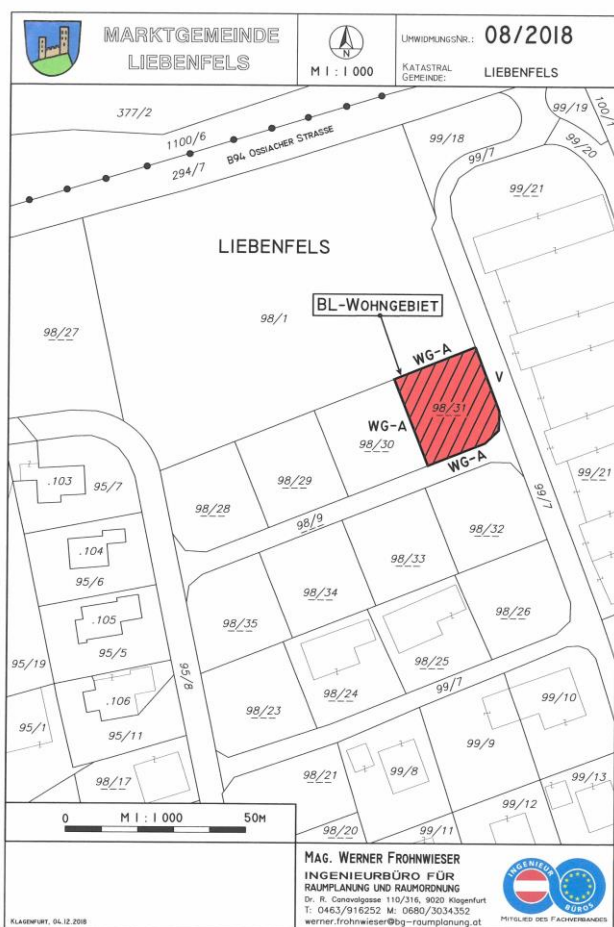 MARKTGEMEINDE
LIEBENFELS
N
M 1 : 1 000
UMWIDMUNGSNR.: 08/2018
KATASTRAL
GEMEINDE: LIEBENFELS
377/2
1100/6
B94 OSSIACHER STRASSE
294/7
99/18
99/7
99/19
100/1
99/20
99/21
LIEBENFELS
98/27
98/1
BL-WOHNGEBIET
WG-A
V
98/31
WG-A
98/30
WG-A
98/29
98/28
98/9
99/21
99/7
.103
95/7
.104
95/6
.105
95/5
95/19
.106
95/1
95/11
98/17
95/8
98/32
98/33
98/34
98/35
98/26
98/25
98/24
98/23
99/7
99/10
99/9
98/21
99/8
99/13
99/12
98/20
99/11
0 M 1 : 1 000 50M
MAG. WERNER FROHNWIESER
INGENIEURBÜRO FÜR
RAUMPLANUNG UND RAUMORDNUNG
Dr. R. Canavalgasse 110/316, 9020 Klagenfurt
T: 0463/916252 M: 0680/3034352
werner.frohnwieser@bg-raumplanung.at
INGENIEUR
BÜROS
MITGLIED DES FACHVERBANDES
KLAGENFURT, 04.12.2018